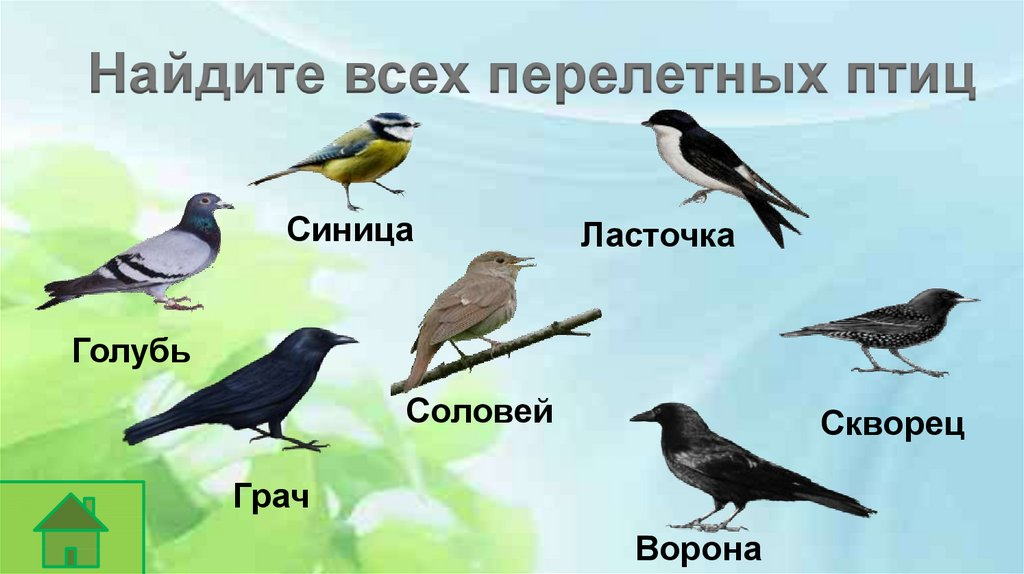 Найдите всех перелетных птиц
Синица
Ласточка
Голубь
Соловей
Скворец
Грач
Ворона